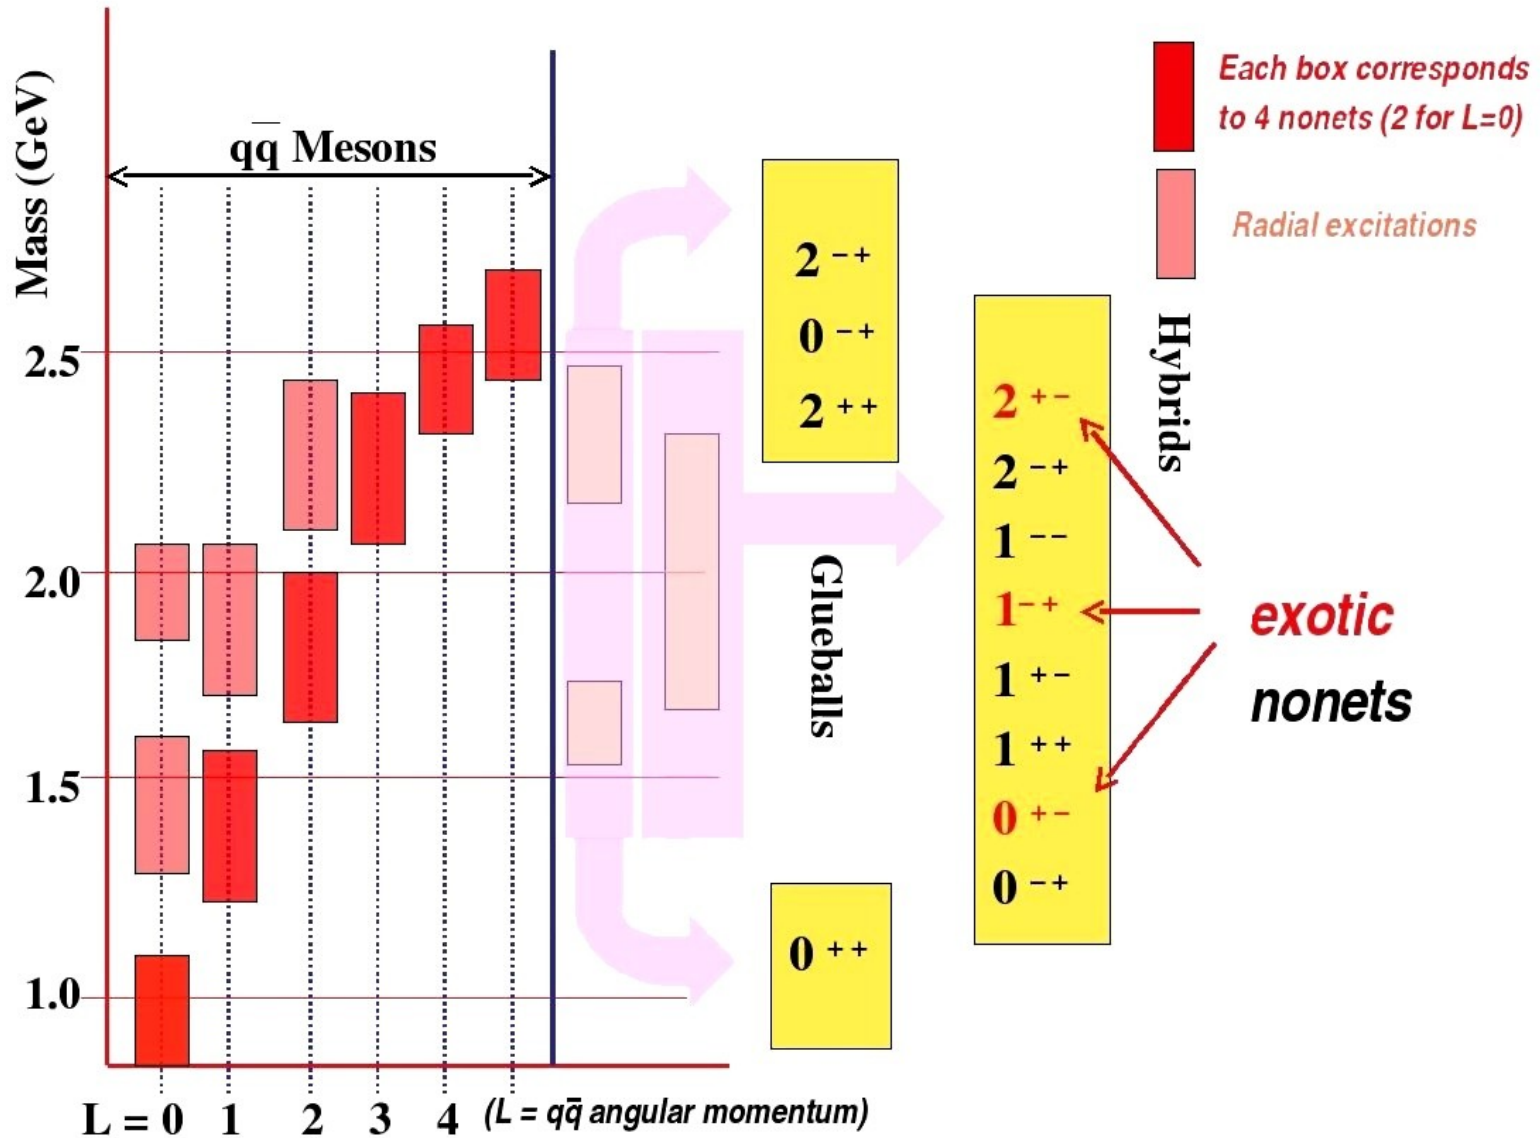 Mass (GeV)
qq̄ Mesons
2.5
2.0
1.5
1.0
L = 0 1 2 3 4 (L = qq̄ angular momentum)
2 −+
0 −+
2 ++
Glueballs
0 ++
Each box corresponds
to 4 nonets (2 for L=0)
Radial excitations
Hybrids
2 +−
2 −+
1 −−
1 −+
1 +−
1 ++
0 +−
0 −+
exotic
nonets